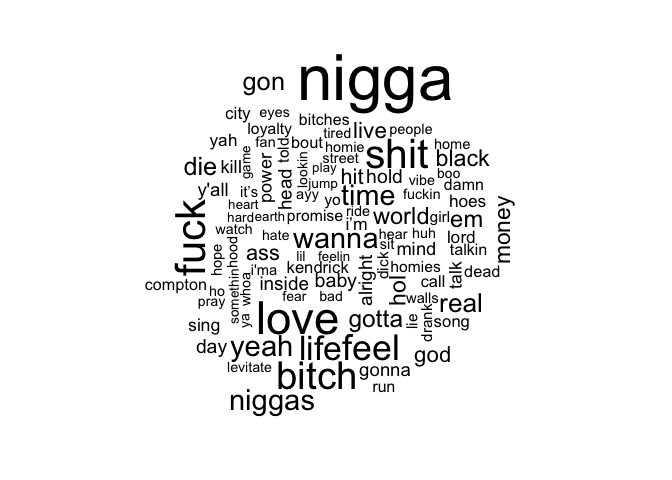 gon
nigga
city
eyes
bitches
loyalty
tired
live
people
yah
game
fan
told
bout
homie
shit
home
street
black
die
kill
power
head
lookin
play
hit
hold
vibe
boo
damn
jump
y'all
it's
ayy
yo
time
fuckin
hoes
heart
fuck
hard
earth
promise
ride
i'm
world
girl
em
money
watch
hate
wanna
hear
huh
lord
hope
hood
ass
sit
mind
talkin
lil
feelin
dick
i'ma
kendrick
alright
homies
talk
dead
compton
somethin
whoa
inside
baby
hol
call
ho
pray
ya
fear
bad
walls
real
sing
love
gotta
lie
drank
song
day
yeah
life
feel
god
levitate
bitch
gonna
run
niggas